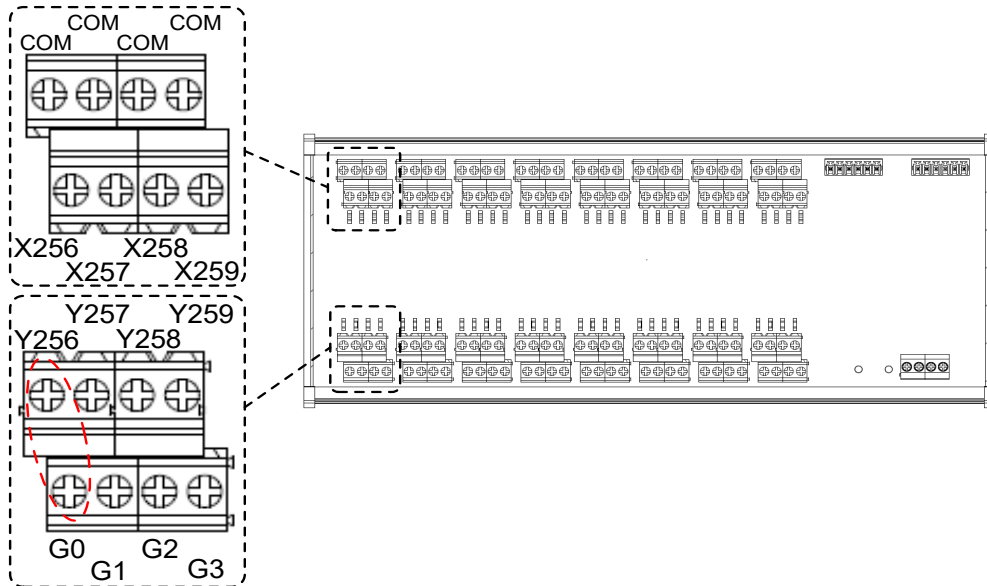 COM COM
COM COM
X256 X258
X257 X259
Y257 Y259
Y256 Y258
G0 G2
G1 G3